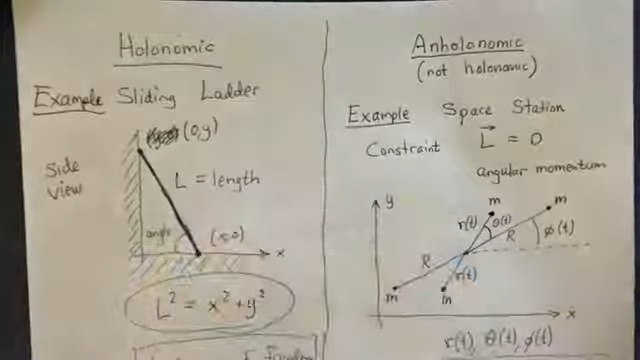 Holonomic
Example Sliding Ladder
(0,y)
Side
view
L = length
angle
(x,0)
x
L² = x² + y²
Anholonomic
(not holonomic)
Example Space Station
Constraint L⃗ = 0
angular momentum
y
m
m
r(t)
θ(t)
R
φ(t)
R
r(t)
m
m
x
r(t), θ(t), φ(t)